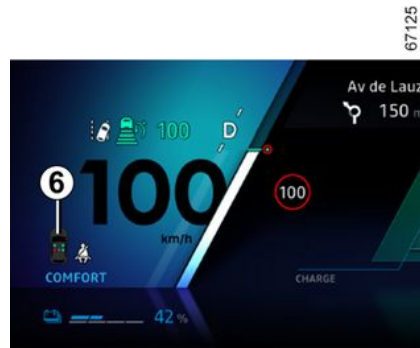 67125
Av de Lauz
150 m
100
D
100
km/h
100
6
COMFORT
CHARGE
42 %